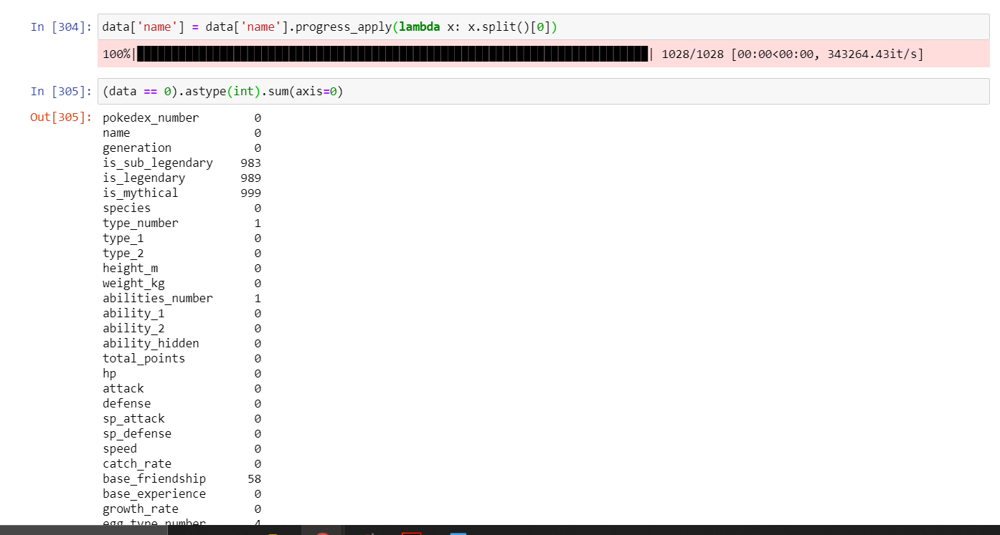 In [304]: data['name'] = data['name'].progress_apply(lambda x: x.split()[0])
100%|██████████| 1028/1028 [00:00<00:00, 343264.43it/s]
In [305]: (data == 0).astype(int).sum(axis=0)
Out[305]: pokedex_number 0
name 0
generation 0
is_sub_legendary 983
is_legendary 989
is_mythical 999
species 0
type_number 1
type_1 0
type_2 0
height_m 0
weight_kg 0
abilities_number 1
ability_1 0
ability_2 0
ability_hidden 0
total_points 0
hp 0
attack 0
defense 0
sp_attack 0
sp_defense 0
speed 0
catch_rate 0
base_friendship 58
base_experience 0
growth_rate 0
egg_type_number 4